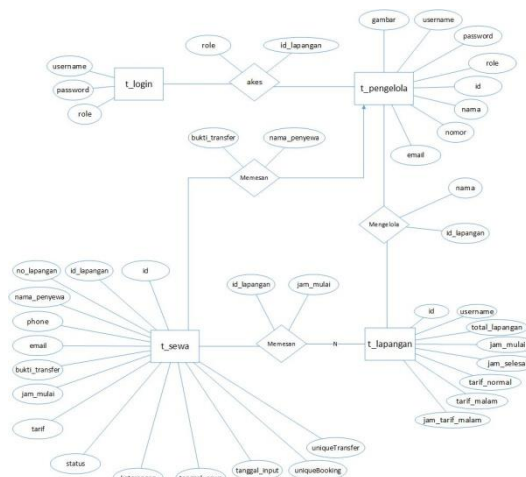 gambar
username
role
id_lapangan
password
username
role
t_login
akes
t_pengelola
password
id
role
nama
bukti_transfer
nama_penyewa
nomor
email
Memesan
nama
Mengelola
id_lapangan
no_lapangan
id_lapangan
id
nama_penyewa
id_lapangan
jam_mulai
id
username
phone
total_lapangan
email
t_sewa
Memesan
N
t_lapangan
jam_mulai
bukti_transfer
jam_selesai
tarif_normal
jam_mulai
tarif_malam
tarif
jam_tarif_malam
uniqueTransfer
status
tanggal_input
uniqueBooking